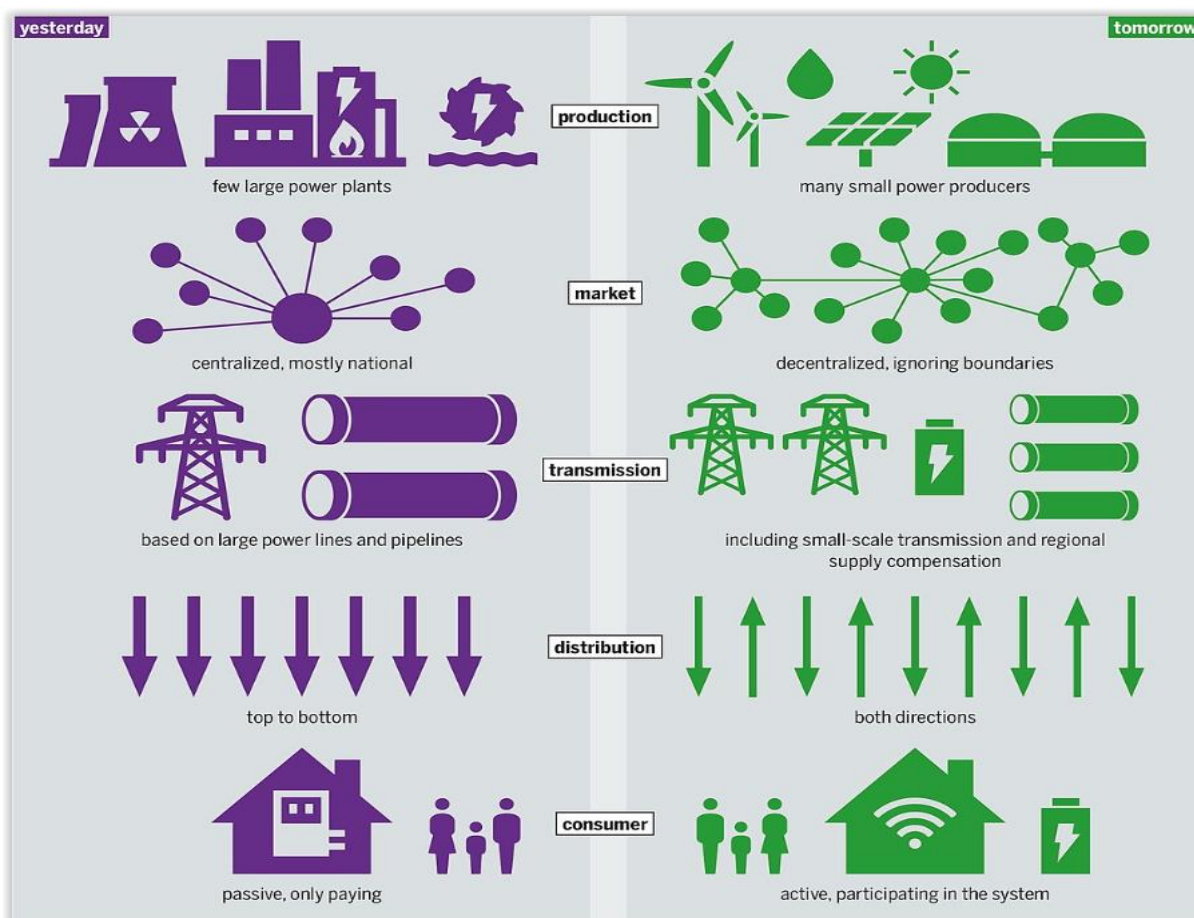 yesterday
tomorrow
production
few large power plants
many small power producers
market
centralized, mostly national
decentralized, ignoring boundaries
transmission
based on large power lines and pipelines
including small-scale transmission and regional
supply compensation
distribution
top to bottom
both directions
consumer
passive, only paying
active, participating in the system